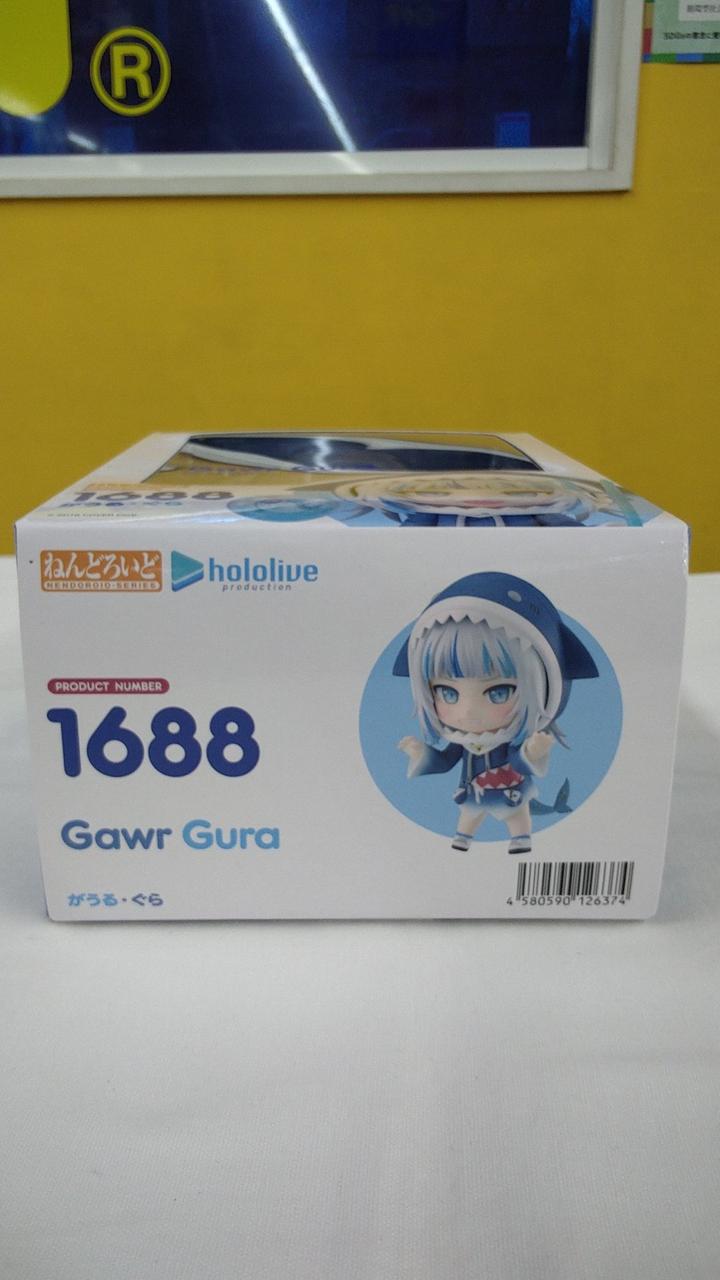 ®
1688
ねんどろいど
NENDOROID-SERIES
hololive
production
PRODUCT NUMBER
1688
Gawr Gura
がうる・ぐら
4 580590 126374